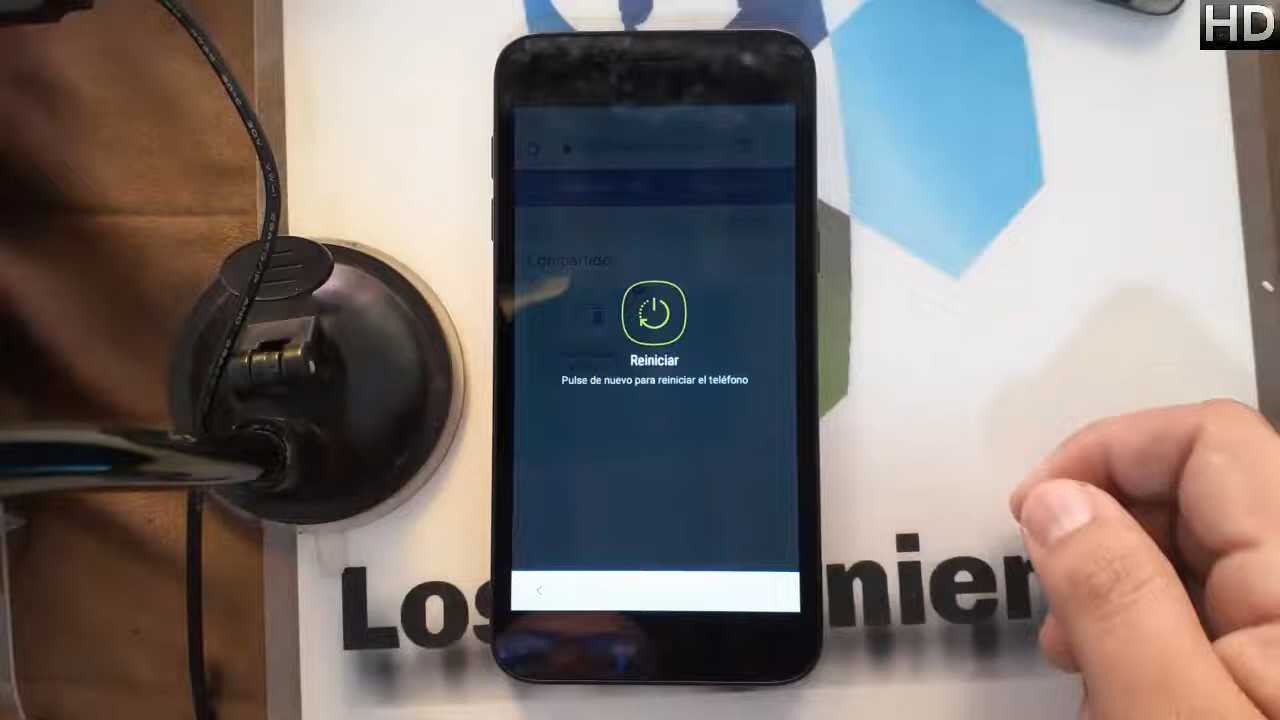 HD
Compartido
Reiniciar
Pulse de nuevo para reiniciar el teléfono
Los nier